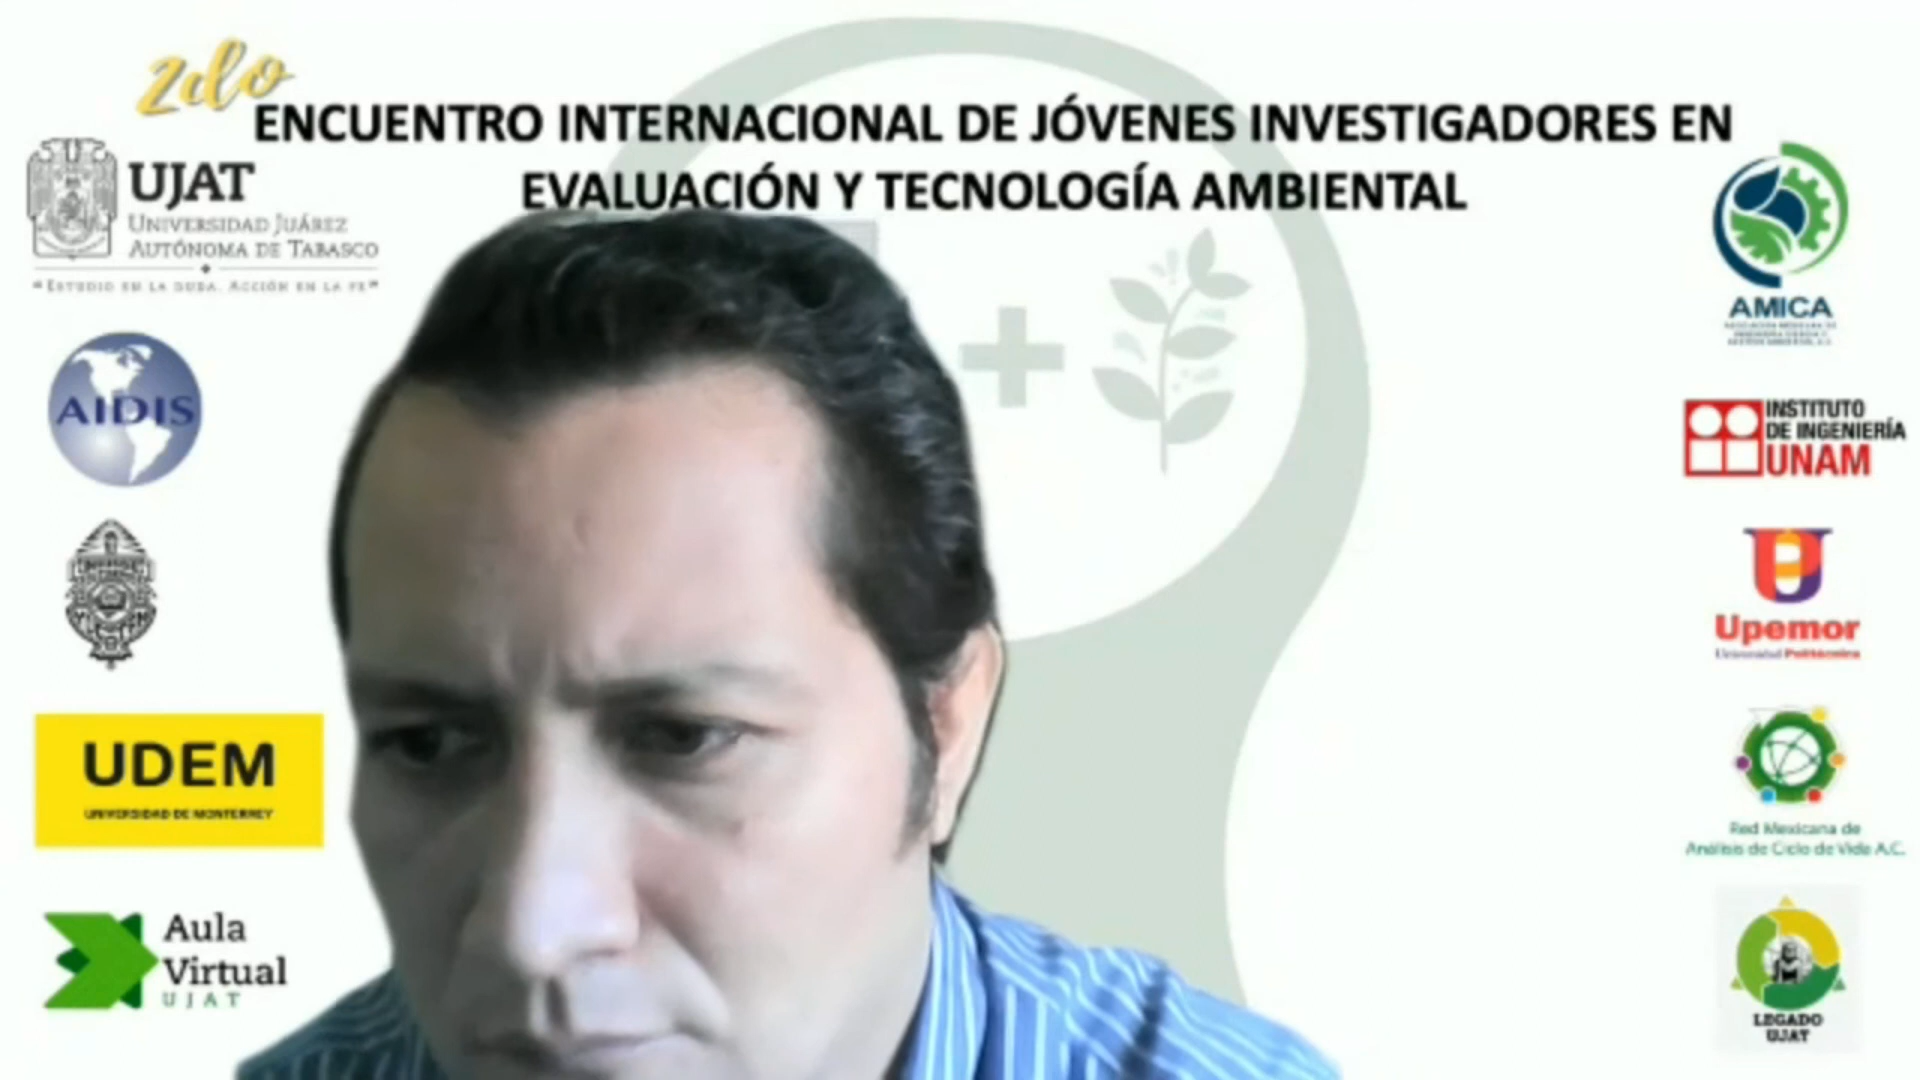 2do
ENCUENTRO INTERNACIONAL DE JÓVENES INVESTIGADORES EN
EVALUACIÓN Y TECNOLOGÍA AMBIENTAL
UJAT
UNIVERSIDAD JUÁREZ
AUTÓNOMA DE TABASCO
"ESTUDIO EN LA DUDA. ACCIÓN EN LA FE"
AIDIS
UDEM
UNIVERSIDAD DE MONTERREY
Aula
Virtual
UJAT
AMICA
INSTITUTO
DE INGENIERÍA
UNAM
Upemor
Universidad Politécnica
Red Mexicana de
Análisis de Ciclo de Vida A.C.
LEGADO
UJAT